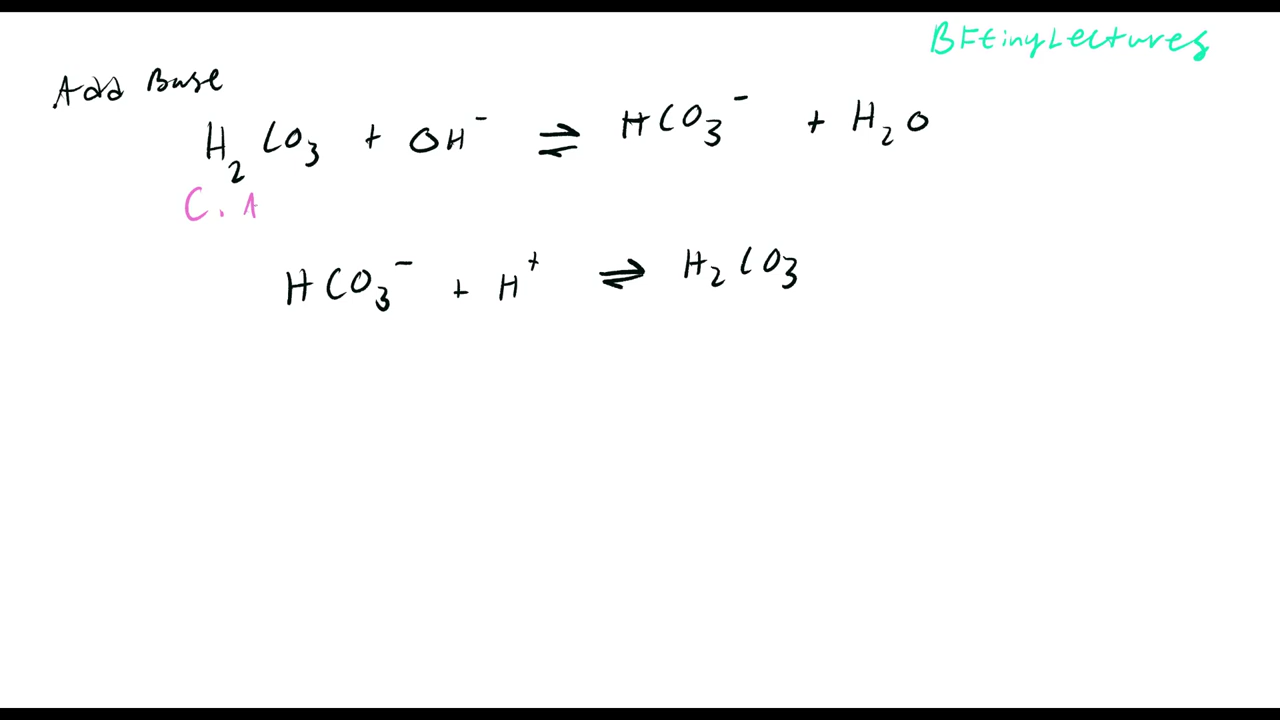 BFtinyLectures
Add Base
H₂CO₃ + OH⁻ ⇌ HCO₃⁻ + H₂O
C. A
HCO₃⁻ + H⁺ ⇌ H₂CO₃